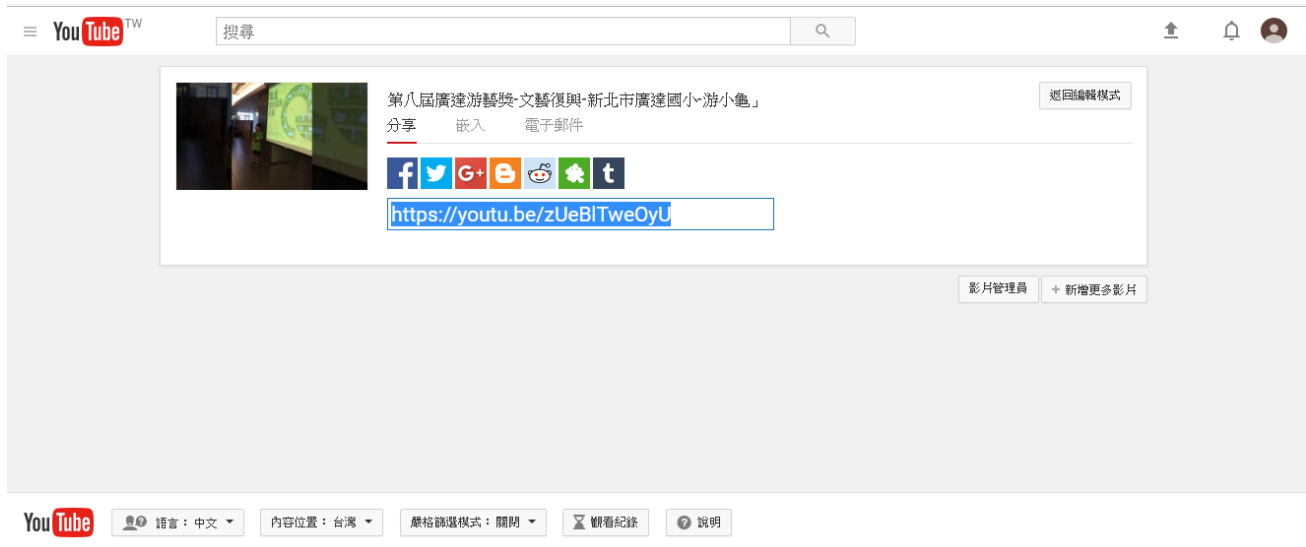 YouTube TW
搜尋
第八屆廣達游藝獎-文藝復興-新北市廣達國小-游小龜」
返回編輯模式
分享 嵌入 電子郵件
https://youtu.be/zUeBlTweOyU
影片管理員 + 新增更多影片
YouTube 語言：中文 內容位置：台灣 嚴格篩選模式：關閉 觀看紀錄 說明